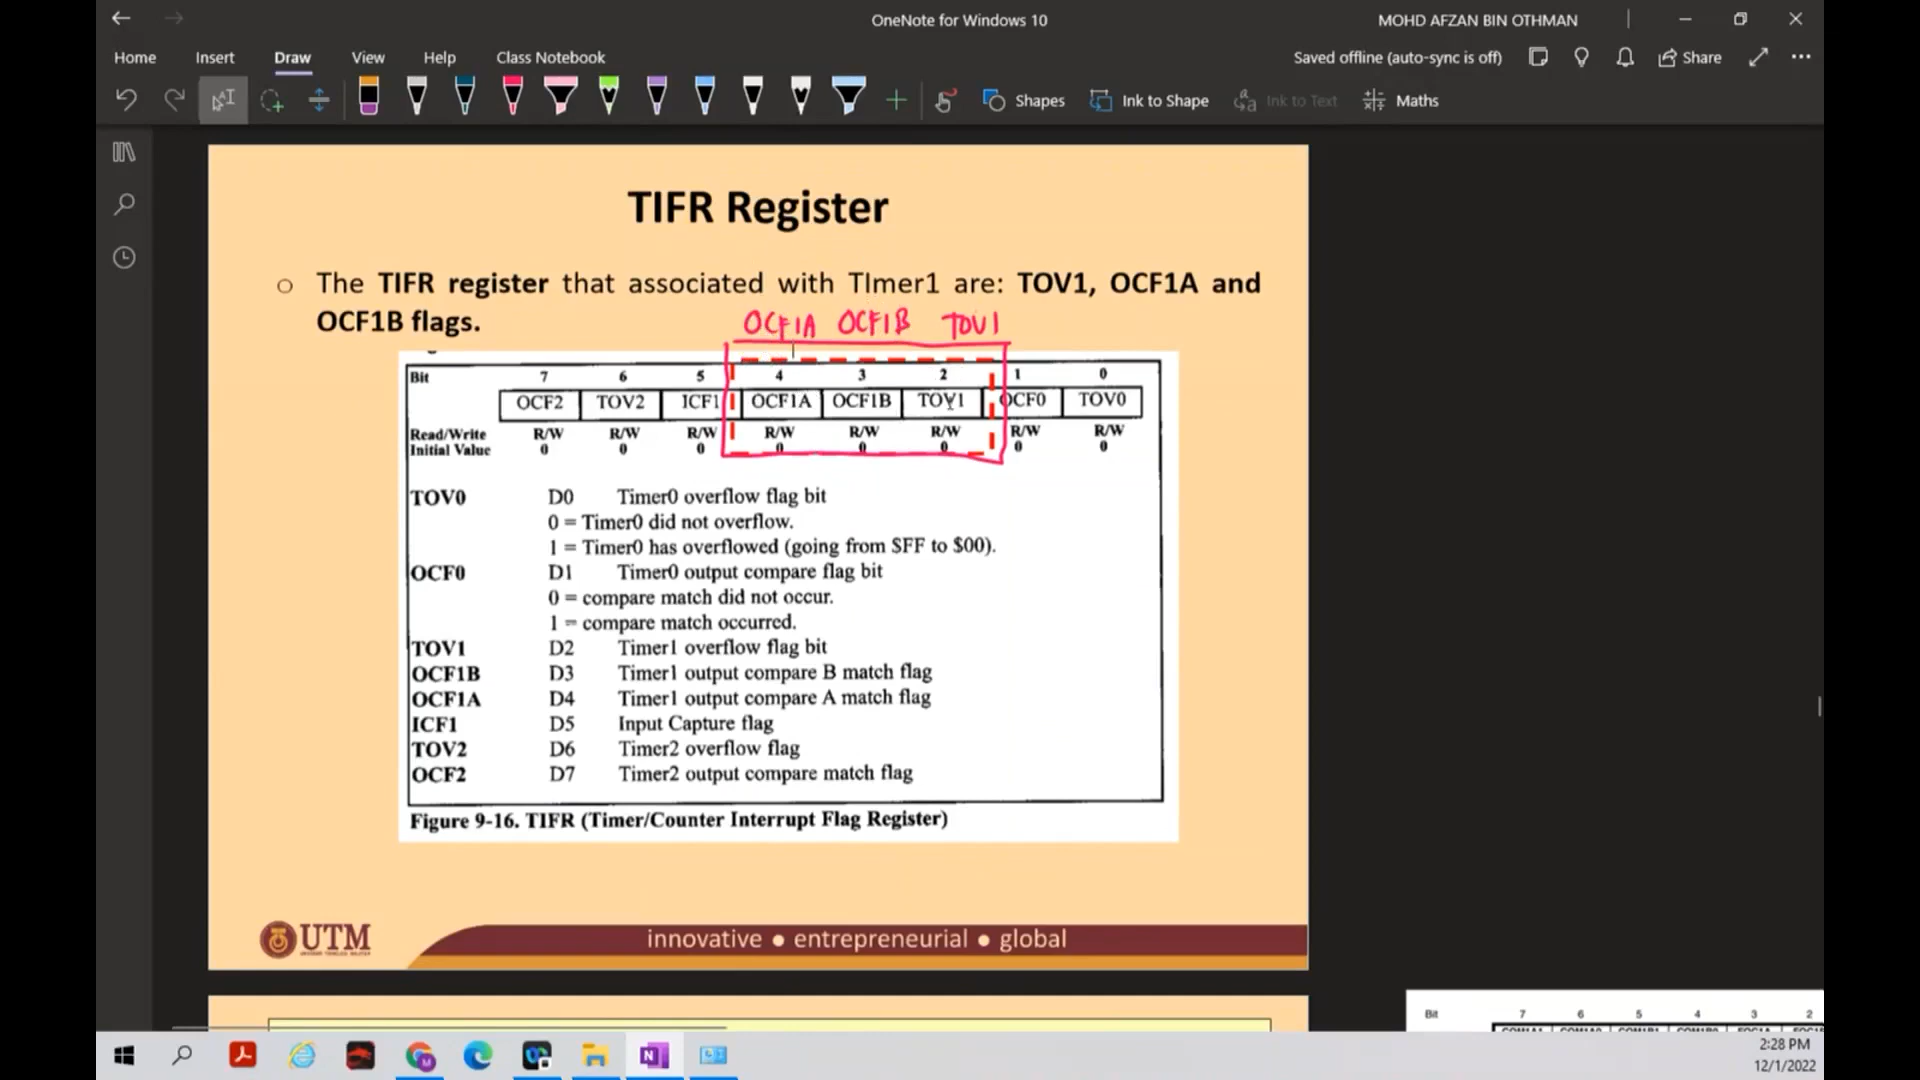 OneNote for Windows 10
MOHD AFZAN BIN OTHMAN
Home Insert Draw View Help Class Notebook
Saved offline (auto-sync is off) Share
Shapes Ink to Shape Ink to Text Maths
TIFR Register
The TIFR register that associated with TImer1 are: TOV1, OCF1A and
OCF1B flags.
OCF1A OCF1B TOV1
Bit 7 6 5 4 3 2 1 0
OCF2 TOV2 ICF1 OCF1A OCF1B TOV1 OCF0 TOV0
Read/Write R/W R/W R/W R/W R/W R/W R/W R/W
Initial Value 0 0 0 0 0 0 0 0
TOV0 D0 Timer0 overflow flag bit
0 = Timer0 did not overflow.
1 = Timer0 has overflowed (going from $FF to $00).
OCF0 D1 Timer0 output compare flag bit
0 = compare match did not occur.
1 = compare match occurred.
TOV1 D2 Timer1 overflow flag bit
OCF1B D3 Timer1 output compare B match flag
OCF1A D4 Timer1 output compare A match flag
ICF1 D5 Input Capture flag
TOV2 D6 Timer2 overflow flag
OCF2 D7 Timer2 output compare match flag
Figure 9-16. TIFR (Timer/Counter Interrupt Flag Register)
UTM
innovative ● entrepreneurial ● global
Bit 7 6 5 4 3 2
2:28 PM
12/1/2022